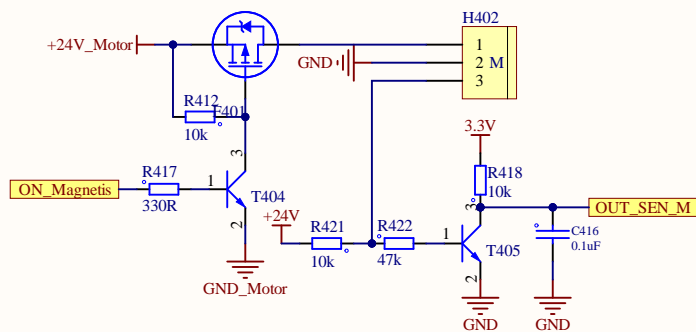 H402
+24V_Motor
1
GND 2 M
3
R412
F401
10k
3.3V
3
R417
R418
ON_Magnetis
1
10k
330R
T404
3
OUT_SEN_M
2
+24V
R421
R422
1
C416
0.1uF
T405
10k
47k
GND_Motor
2
GND
GND